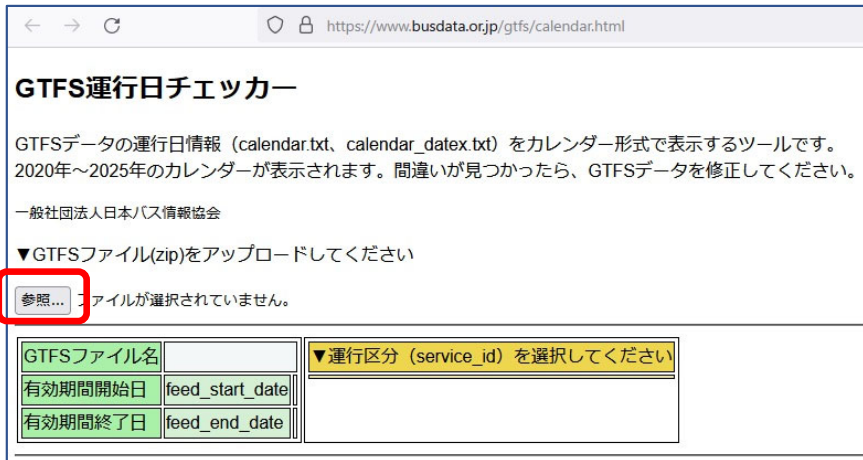 https://www.busdata.or.jp/gtfs/calendar.html
GTFS運行日チェッカー
GTFSデータの運行日情報（calendar.txt、calendar_datex.txt）をカレンダー形式で表示するツールです。
2020年～2025年のカレンダーが表示されます。間違いが見つかったら、GTFSデータを修正してください。
一般社団法人日本バス情報協会
▼GTFSファイル(zip)をアップロードしてください
参照... ファイルが選択されていません。
GTFSファイル名 ▼運行区分（service_id）を選択してください
有効期間開始日 feed_start_date
有効期間終了日 feed_end_date